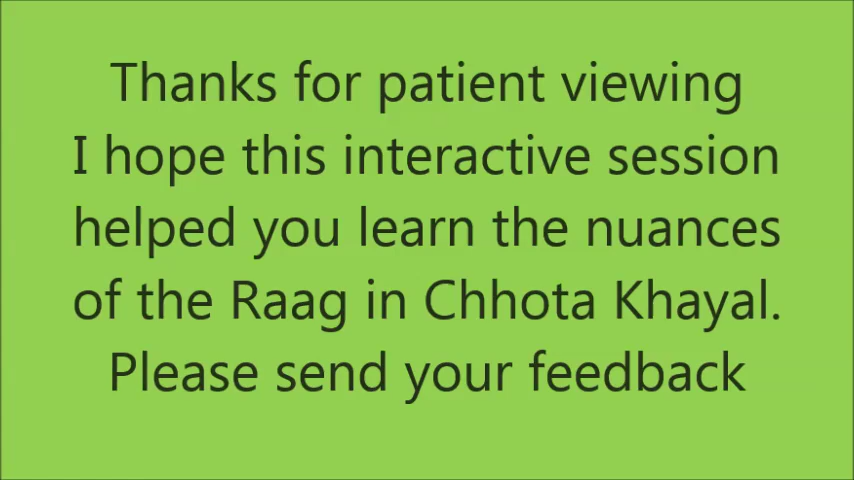 Thanks for patient viewing
I hope this interactive session
helped you learn the nuances
of the Raag in Chhota Khayal.
Please send your feedback